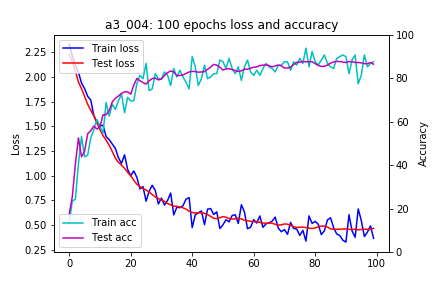 a3_004: 100 epochs loss and accuracy
Train loss
Test loss
Train acc
Test acc
Loss
Accuracy
2.25
2.00
1.75
1.50
1.25
1.00
0.75
0.50
0.25
100
80
60
40
20
0
0 20 40 60 80 100